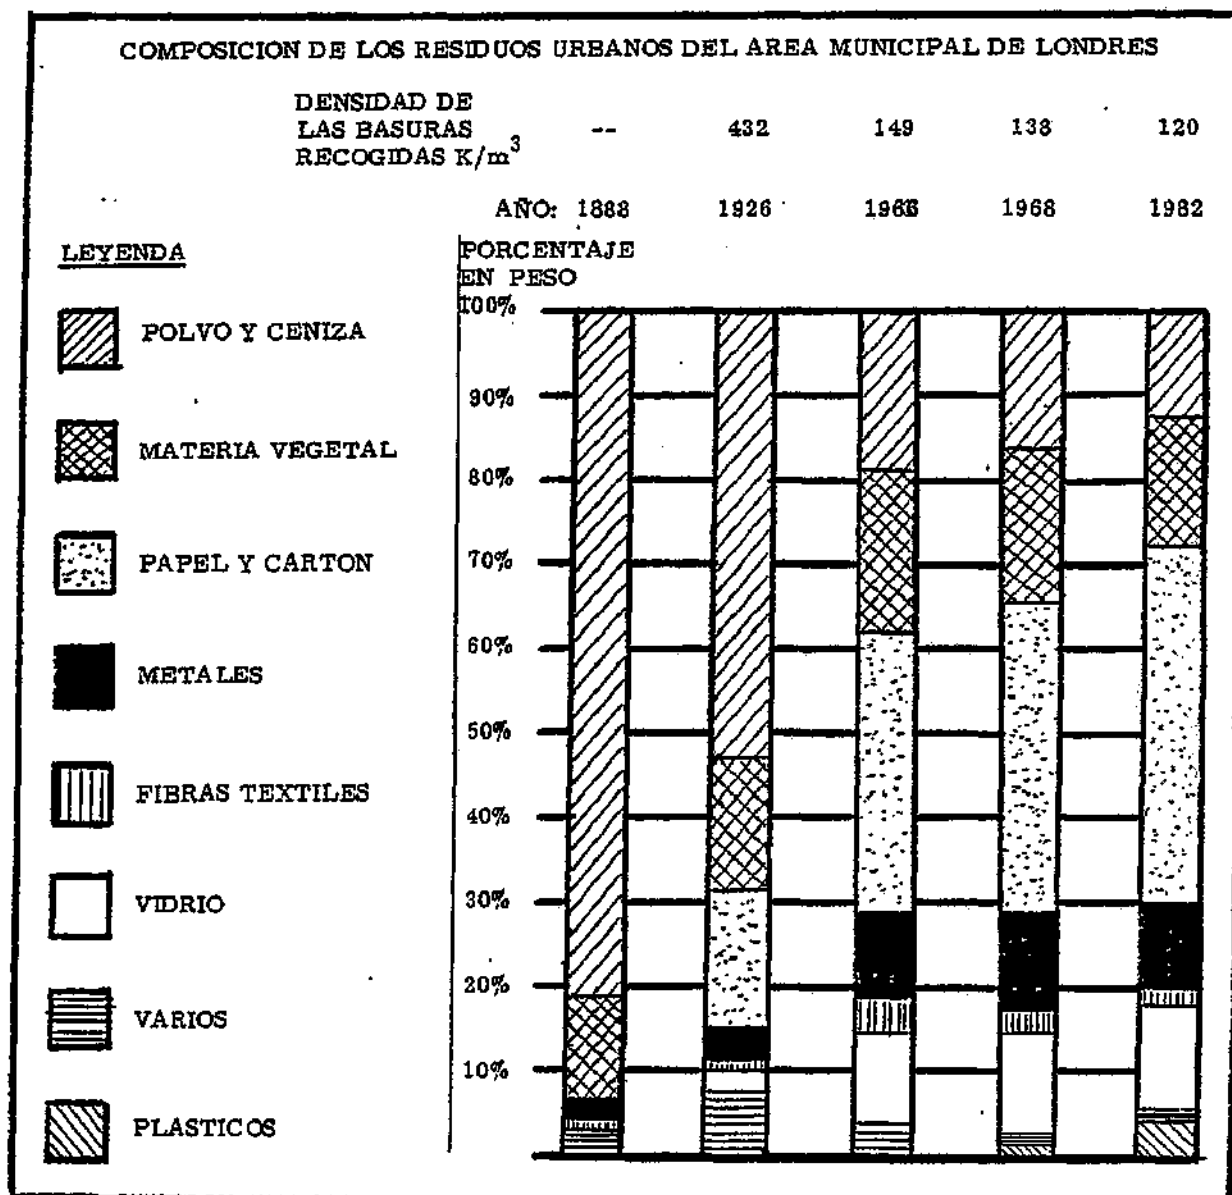 COMPOSICION DE LOS RESIDUOS URBANOS DEL AREA MUNICIPAL DE LONDRES
DENSIDAD DE
LAS BASURAS -- 432 149 138 120
RECOGIDAS K/m³
AÑO: 1888 1926 1968 1982
LEYENDA
PORCENTAJE
EN PESO
100%
POLVO Y CENIZA
90%
MATERIA VEGETAL
80%
PAPEL Y CARTON
70%
60%
METALES
50%
FIBRAS TEXTILES
40%
VIDRIO
30%
20%
VARIOS
10%
PLASTICOS